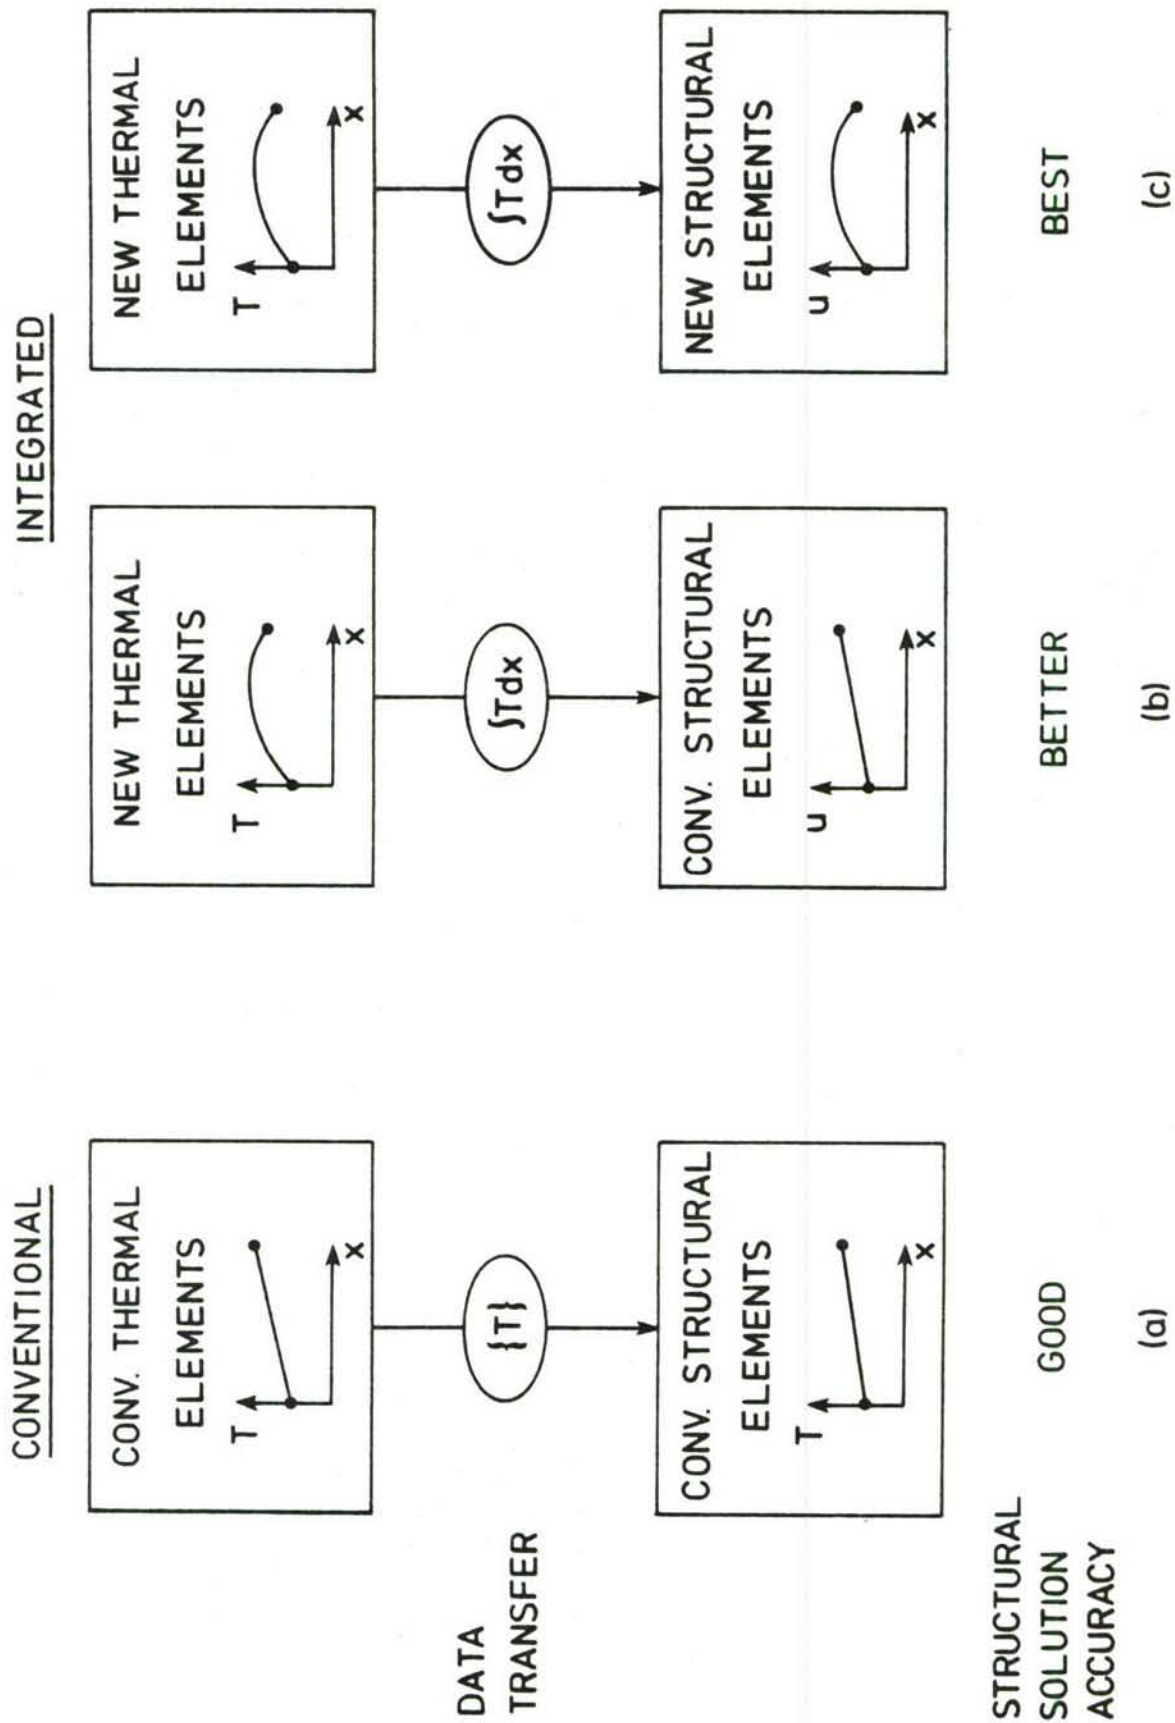 CONVENTIONAL
INTEGRATED
CONV. THERMAL
ELEMENTS
T
x
NEW THERMAL
ELEMENTS
T
x
NEW THERMAL
ELEMENTS
T
x
DATA
TRANSFER
{T}
∫Tdx
∫Tdx
CONV. STRUCTURAL
ELEMENTS
T
x
CONV. STRUCTURAL
ELEMENTS
u
x
NEW STRUCTURAL
ELEMENTS
u
x
STRUCTURAL
SOLUTION
ACCURACY
GOOD
BETTER
BEST
(a)
(b)
(c)